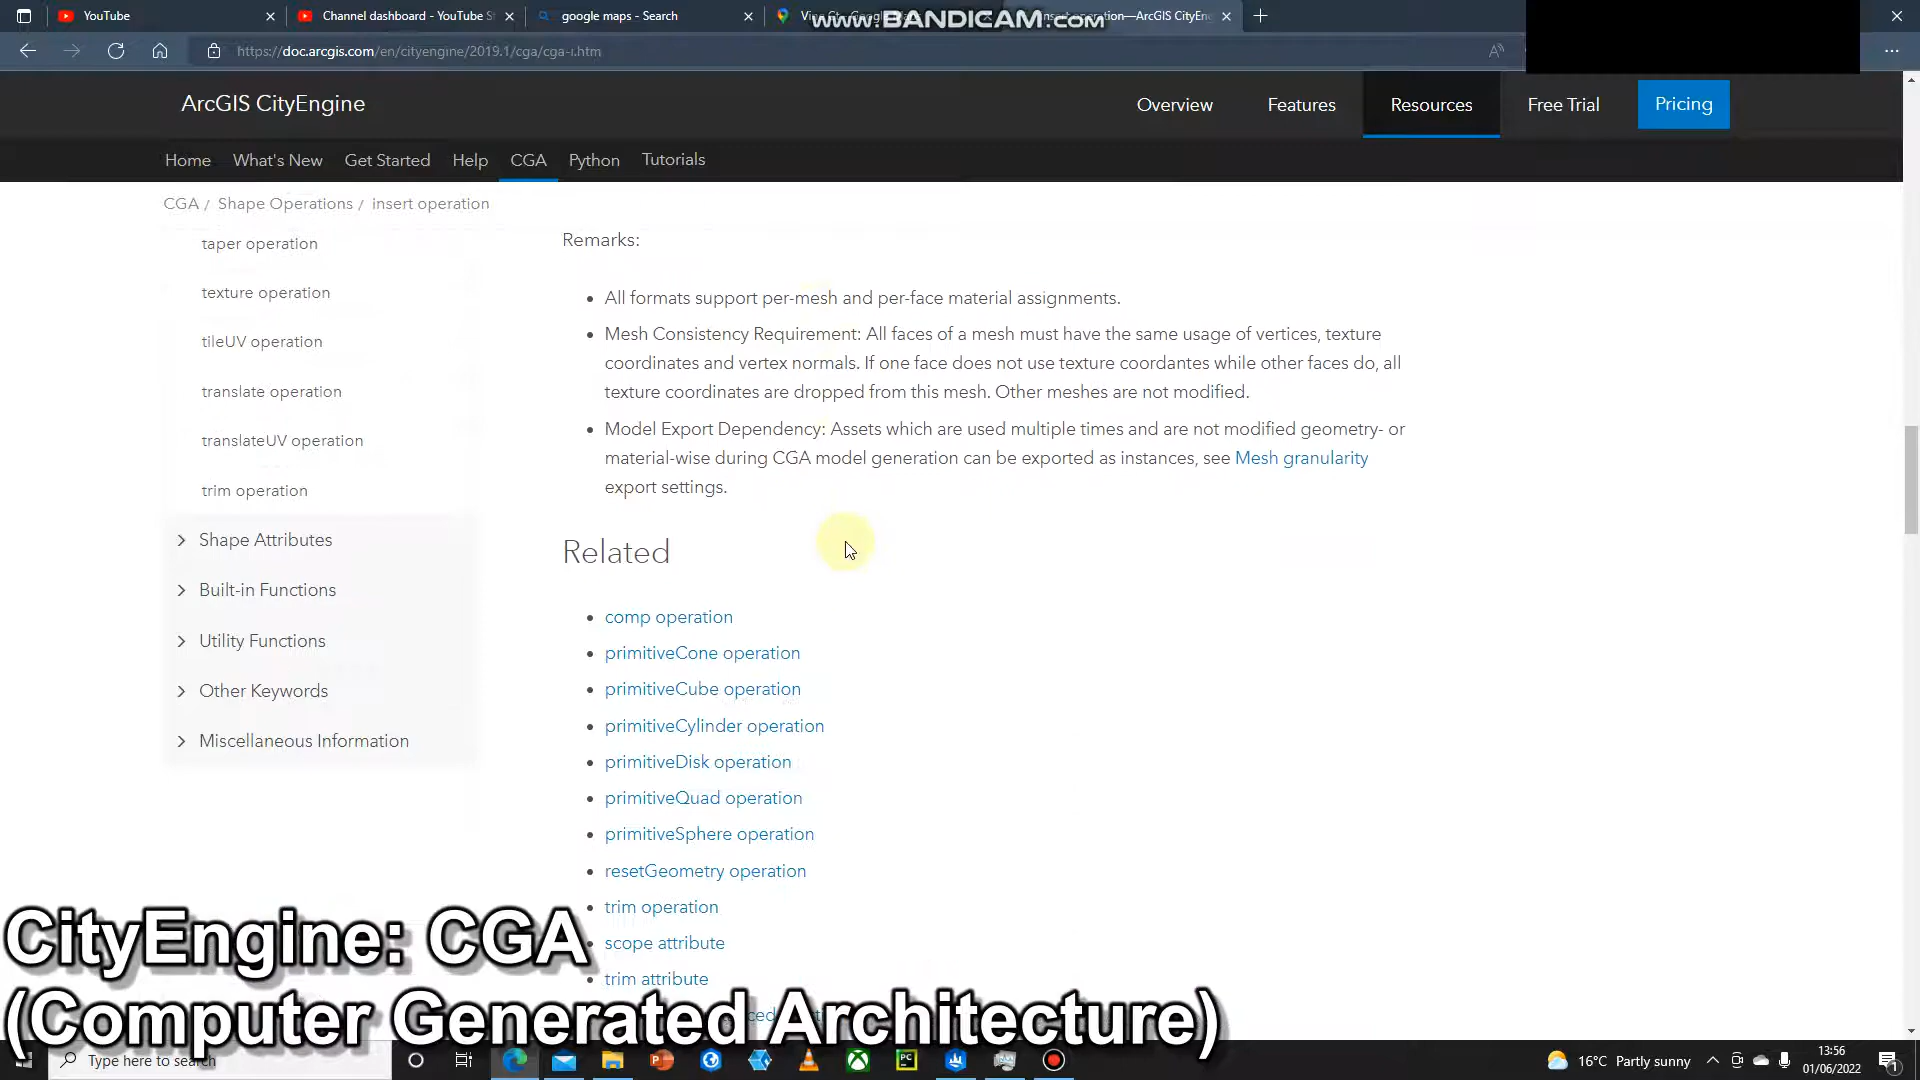 YouTube
Channel dashboard - YouTube S
google maps - Search
www.BANDICAM.com
operation—ArcGIS CityEn
https://doc.arcgis.com/en/cityengine/2019.1/cga/cga-i.htm
ArcGIS CityEngine
Overview
Features
Resources
Free Trial
Pricing
Home
What's New
Get Started
Help
CGA
Python
Tutorials
CGA / Shape Operations / insert operation
taper operation
texture operation
tileUV operation
translate operation
translateUV operation
trim operation
Shape Attributes
Built-in Functions
Utility Functions
Other Keywords
Miscellaneous Information
Remarks:
All formats support per-mesh and per-face material assignments.
Mesh Consistency Requirement: All faces of a mesh must have the same usage of vertices, texture
coordinates and vertex normals. If one face does not use texture coordantes while other faces do, all
texture coordinates are dropped from this mesh. Other meshes are not modified.
Model Export Dependency: Assets which are used multiple times and are not modified geometry- or
material-wise during CGA model generation can be exported as instances, see Mesh granularity
export settings.
Related
comp operation
primitiveCone operation
primitiveCube operation
primitiveCylinder operation
primitiveDisk operation
primitiveQuad operation
primitiveSphere operation
resetGeometry operation
trim operation
scope attribute
trim attribute
CityEngine: CGA
(Computer Generated Architecture)
Type here to search
16°C Partly sunny
13:56
01/06/2022